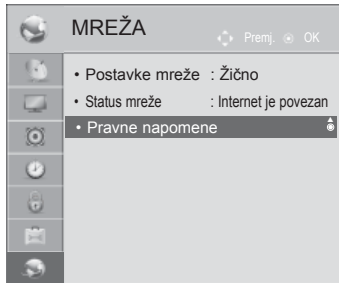 MREŽA
Premj. OK
• Postavke mreže : Žično
• Status mreže : Internet je povezan
• Pravne napomene